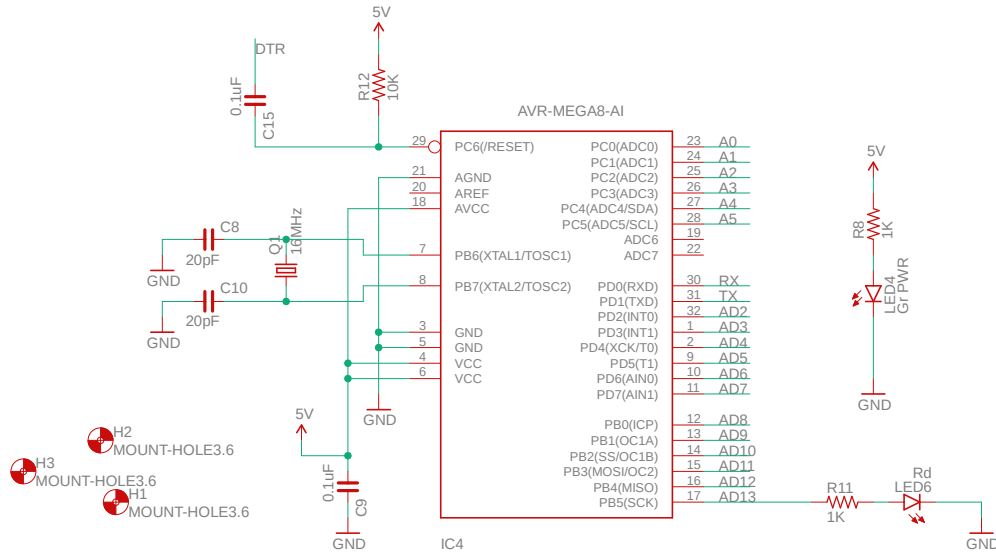 5V
DTR
0.1uF
C15
R12
10K
AVR-MEGA8-AI
29
PC6(/RESET)
21
AGND
20
AREF
18
AVCC
7
PB6(XTAL1/TOSC1)
8
PB7(XTAL2/TOSC2)
3
GND
5
GND
4
VCC
6
VCC
PC0(ADC0)
23
A0
PC1(ADC1)
24
A1
PC2(ADC2)
25
A2
PC3(ADC3)
26
A3
PC4(ADC4/SDA)
27
A4
PC5(ADC5/SCL)
28
A5
ADC6
19
ADC7
22
PD0(RXD)
30
RX
PD1(TXD)
31
TX
PD2(INT0)
32
AD2
PD3(INT1)
1
AD3
PD4(XCK/T0)
2
AD4
PD5(T1)
9
AD5
PD6(AIN0)
10
AD6
PD7(AIN1)
11
AD7
PB0(ICP)
12
AD8
PB1(OC1A)
13
AD9
PB2(SS/OC1B)
14
AD10
PB3(MOSI/OC2)
15
AD11
PB4(MISO)
16
AD12
PB5(SCK)
17
AD13
IC4
C8
20pF
GND
Q1
16MHz
C10
20pF
GND
GND
5V
0.1uF
C9
GND
H2
MOUNT-HOLE3.6
H3
MOUNT-HOLE3.6
H1
MOUNT-HOLE3.6
5V
R8
1K
LED4
Gr PWR
GND
R11
1K
Rd
LED6
GND